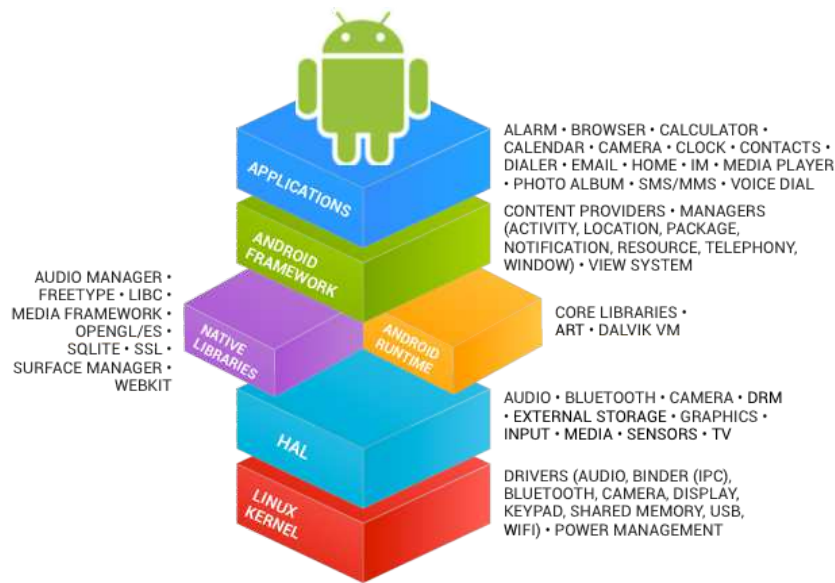 ALARM • BROWSER • CALCULATOR •
CALENDAR • CAMERA • CLOCK • CONTACTS •
DIALER • EMAIL • HOME • IM • MEDIA PLAYER
• PHOTO ALBUM • SMS/MMS • VOICE DIAL
APPLICATIONS
CONTENT PROVIDERS • MANAGERS
(ACTIVITY, LOCATION, PACKAGE,
NOTIFICATION, RESOURCE, TELEPHONY,
WINDOW) • VIEW SYSTEM
ANDROID
FRAMEWORK
AUDIO MANAGER •
FREETYPE • LIBC •
MEDIA FRAMEWORK •
OPENGL/ES •
SQLITE • SSL •
SURFACE MANAGER •
WEBKIT
NATIVE
LIBRARIES
ANDROID
RUNTIME
CORE LIBRARIES •
ART • DALVIK VM
AUDIO • BLUETOOTH • CAMERA • DRM
• EXTERNAL STORAGE • GRAPHICS •
INPUT • MEDIA • SENSORS • TV
HAL
DRIVERS (AUDIO, BINDER (IPC),
BLUETOOTH, CAMERA, DISPLAY,
KEYPAD, SHARED MEMORY, USB,
WIFI) • POWER MANAGEMENT
LINUX
KERNEL